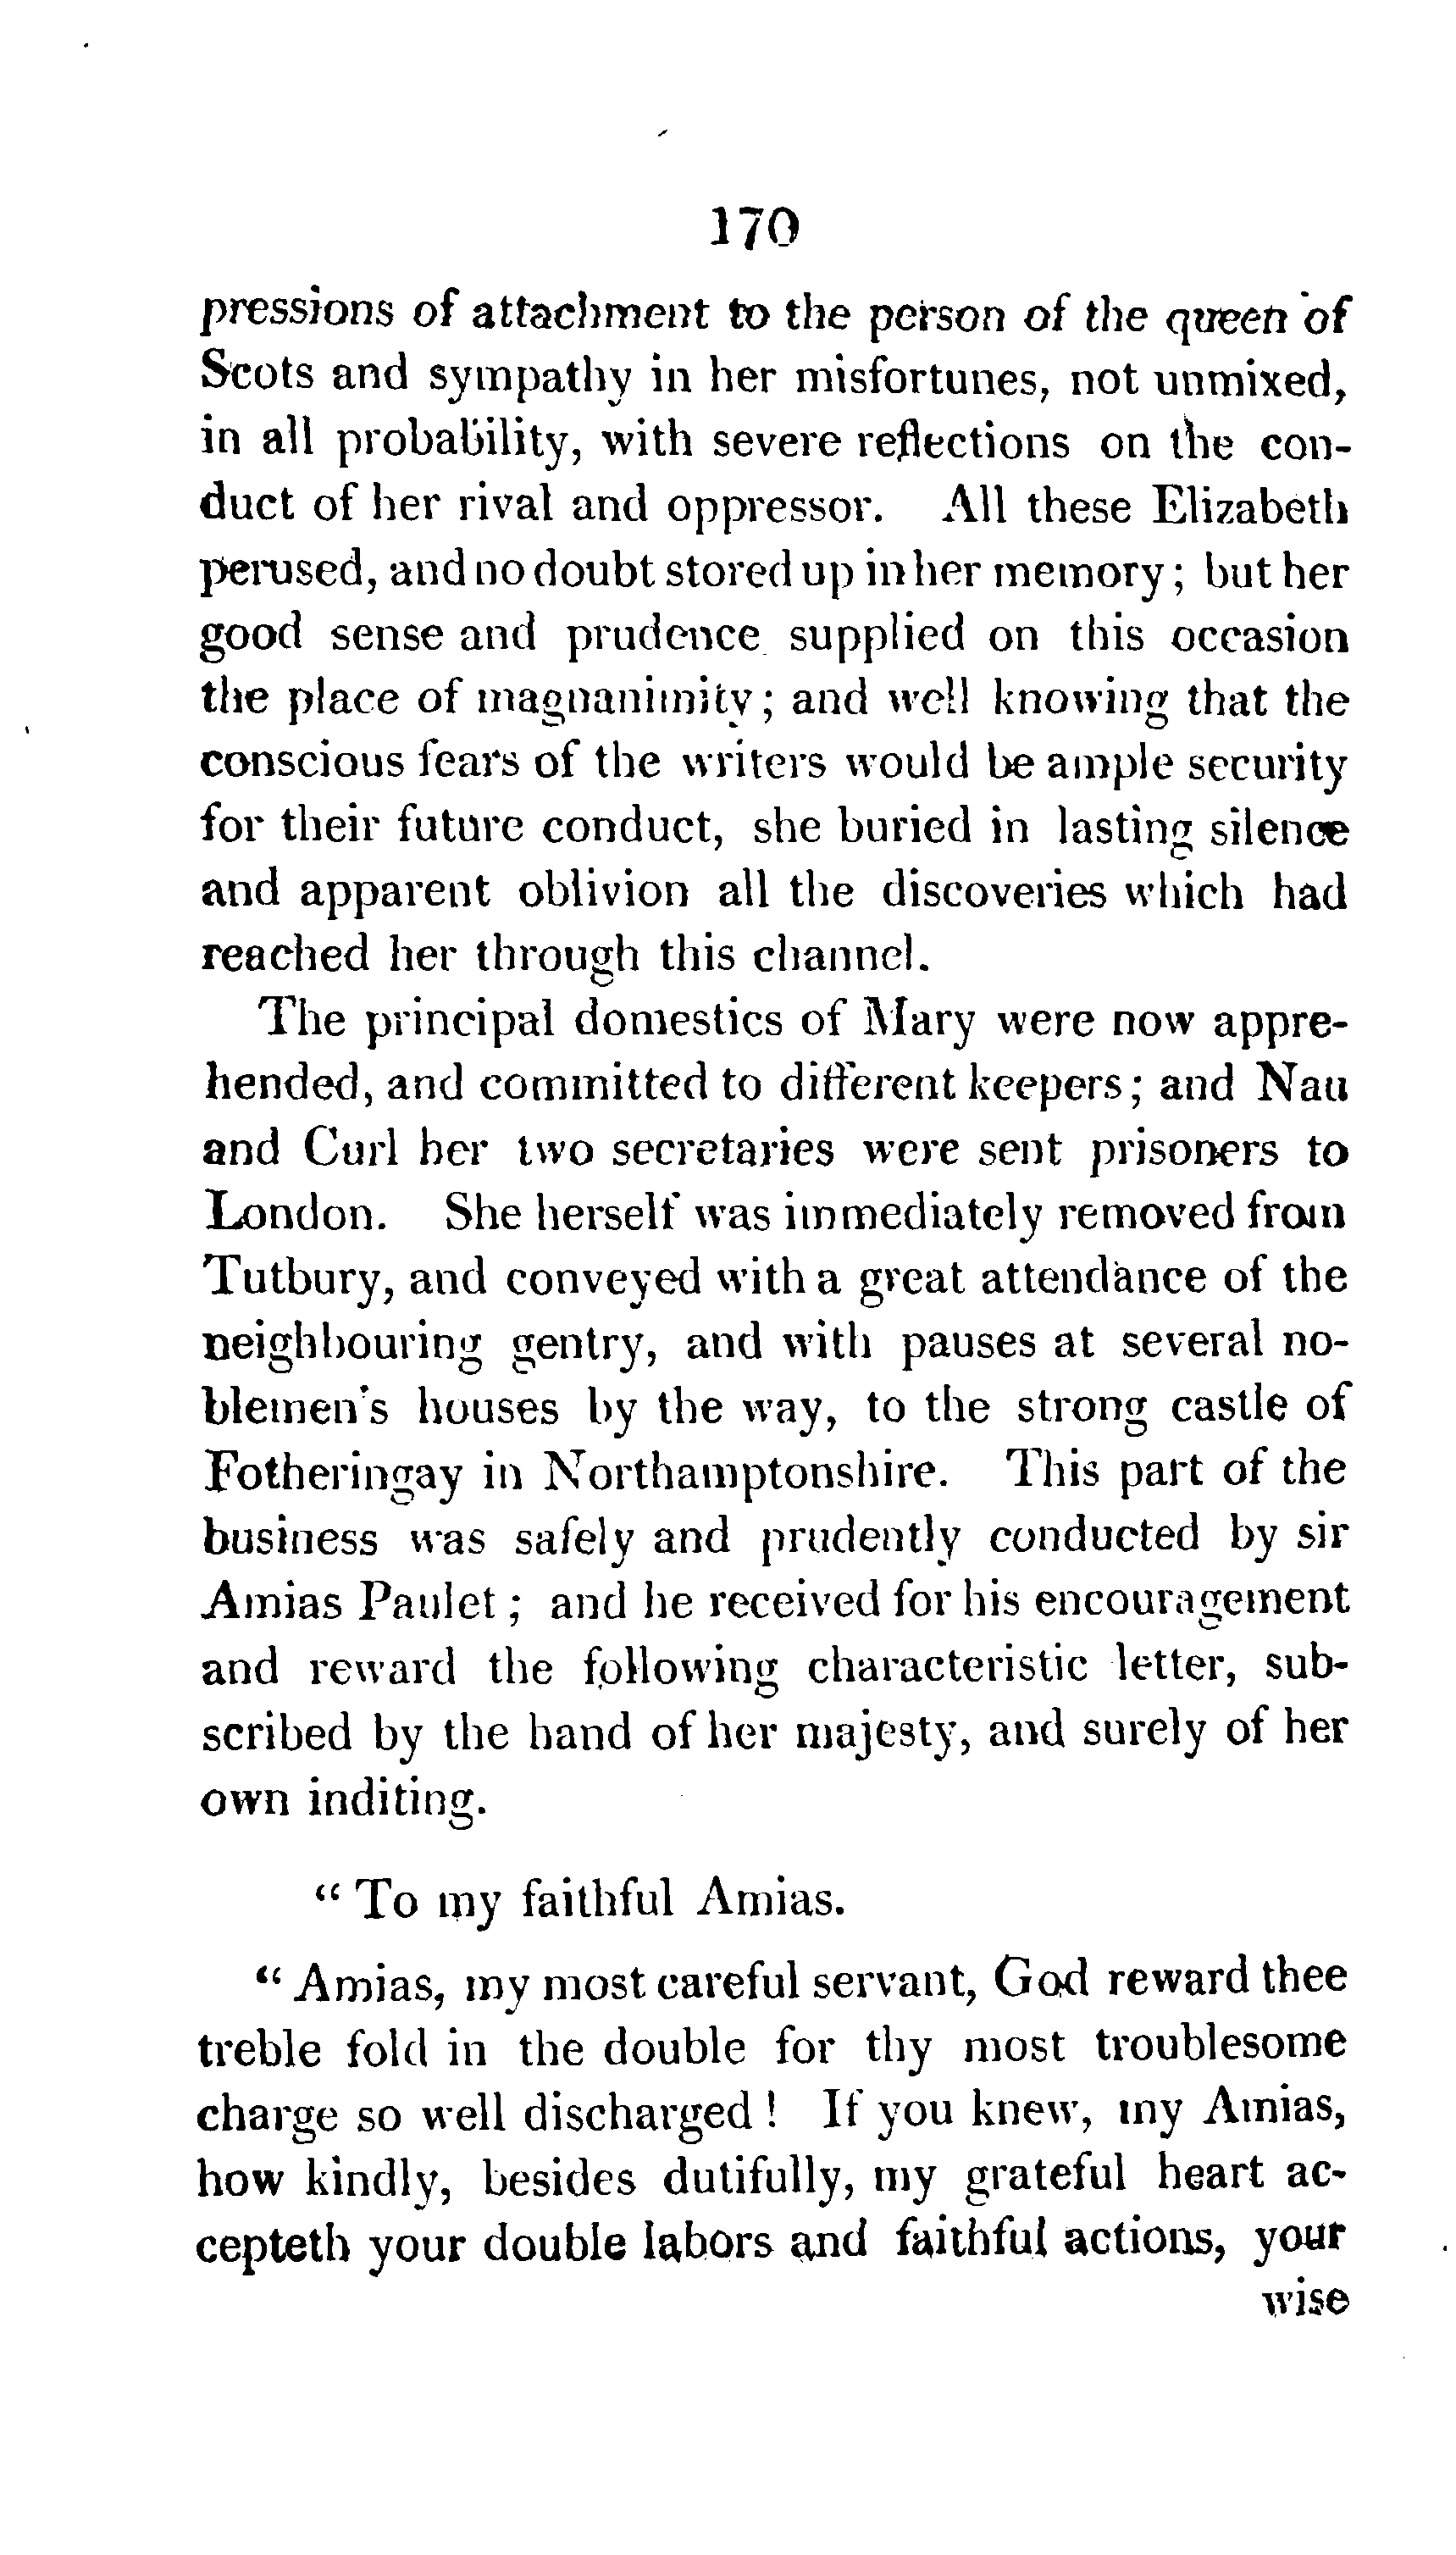 170
pressions of attachment to the person of the queen of
Scots and sympathy in her misfortunes, not unmixed,
in all probability, with severe reflections on the con-
duct of her rival and oppressor. All these Elizabeth
perused, and no doubt stored up in her memory; but her
good sense and prudence supplied on this occasion
the place of magnanimity; and well knowing that the
conscious fears of the writers would be ample security
for their future conduct, she buried in lasting silence
and apparent oblivion all the discoveries which had
reached her through this channel.
The principal domestics of Mary were now appre-
hended, and committed to different keepers; and Nau
and Curl her two secretaries were sent prisoners to
London. She herself was immediately removed from
Tutbury, and conveyed with a great attendance of the
neighbouring gentry, and with pauses at several no-
blemen's houses by the way, to the strong castle of
Fotheringay in Northamptonshire. This part of the
business was safely and prudently conducted by sir
Amias Paulet; and he received for his encouragement
and reward the following characteristic letter, sub-
scribed by the hand of her majesty, and surely of her
own inditing.
“ To my faithful Amias.
“ Amias, my most careful servant, God reward thee
treble fold in the double for thy most troublesome
charge so well discharged! If you knew, my Amias,
how kindly, besides dutifully, my grateful heart ac-
cepteth your double labors and faithful actions, your
wise